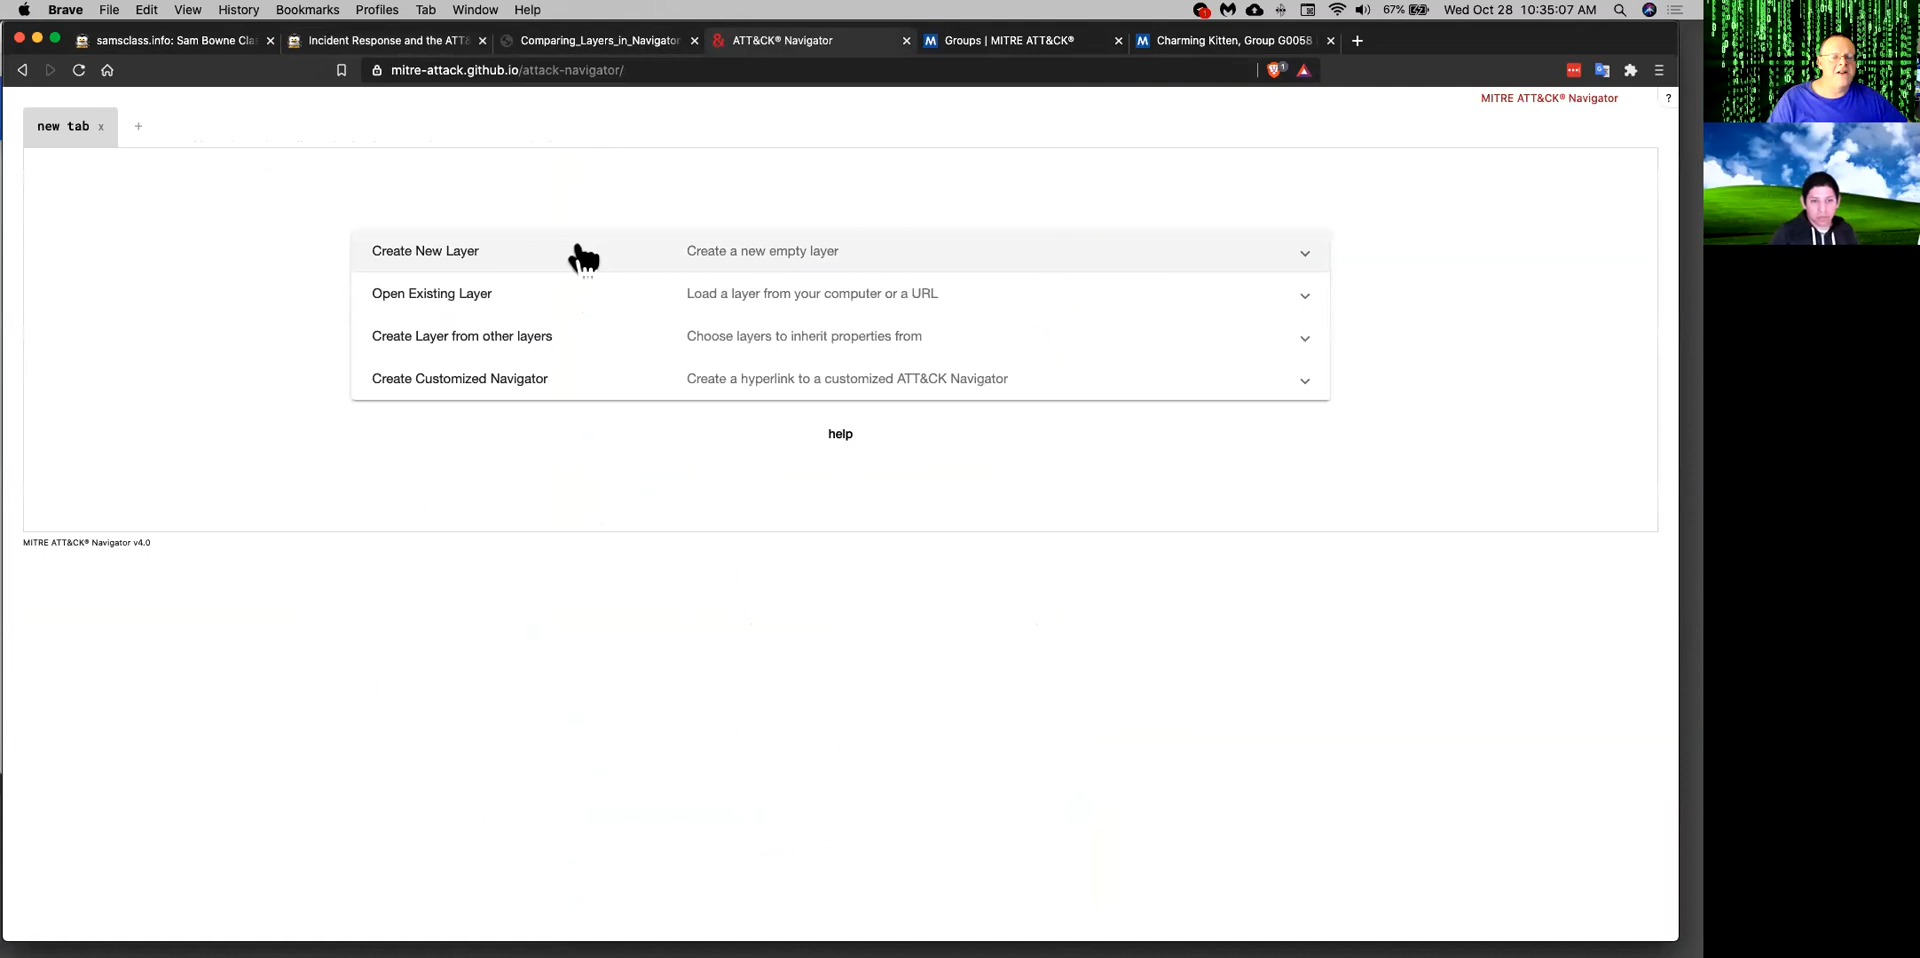 Brave File Edit View History Bookmarks Profiles Tab Window Help 67% Wed Oct 28 10:35:07 AM
samsclass.info: Sam Bowne Cla Incident Response and the ATT& Comparing_Layers_in_Navigator ATT&CK® Navigator Groups | MITRE ATT&CK® Charming Kitten, Group G0058
mitre-attack.github.io/attack-navigator/
MITRE ATT&CK® Navigator ?
new tab x +
Create New Layer Create a new empty layer
Open Existing Layer Load a layer from your computer or a URL
Create Layer from other layers Choose layers to inherit properties from
Create Customized Navigator Create a hyperlink to a customized ATT&CK Navigator
help
MITRE ATT&CK® Navigator v4.0